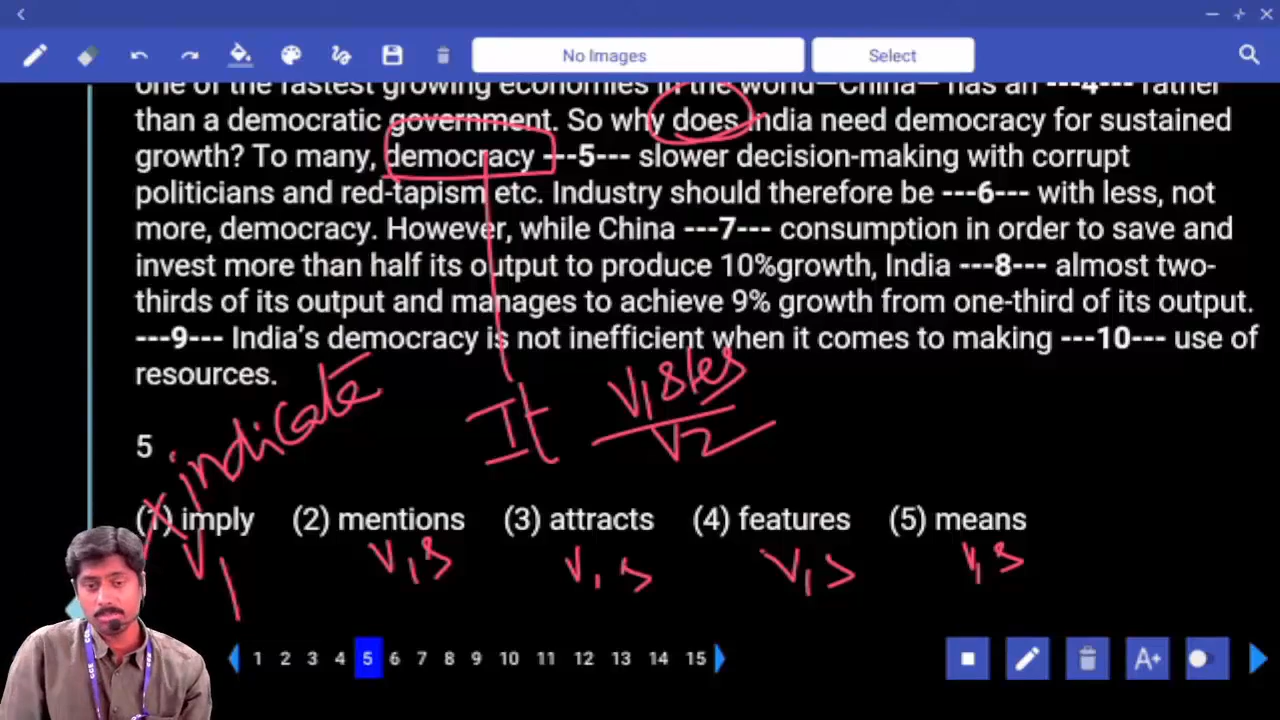 No Images
Select
one of the fastest growing economies in the world—China— has an ---4--- rather
than a democratic government. So why does India need democracy for sustained
growth? To many, democracy ---5--- slower decision-making with corrupt
politicians and red-tapism etc. Industry should therefore be ---6--- with less, not
more, democracy. However, while China ---7--- consumption in order to save and
invest more than half its output to produce 10%growth, India ---8--- almost two-
thirds of its output and manages to achieve 9% growth from one-third of its output.
---9--- India's democracy is not inefficient when it comes to making ---10--- use of
resources.
indicate
It
V1 s/es
V2
5
(1) imply (2) mentions (3) attracts (4) features (5) means
V1 V1s V1s V1s V1s
1 2 3 4 5 6 7 8 9 10 11 12 13 14 15
A+